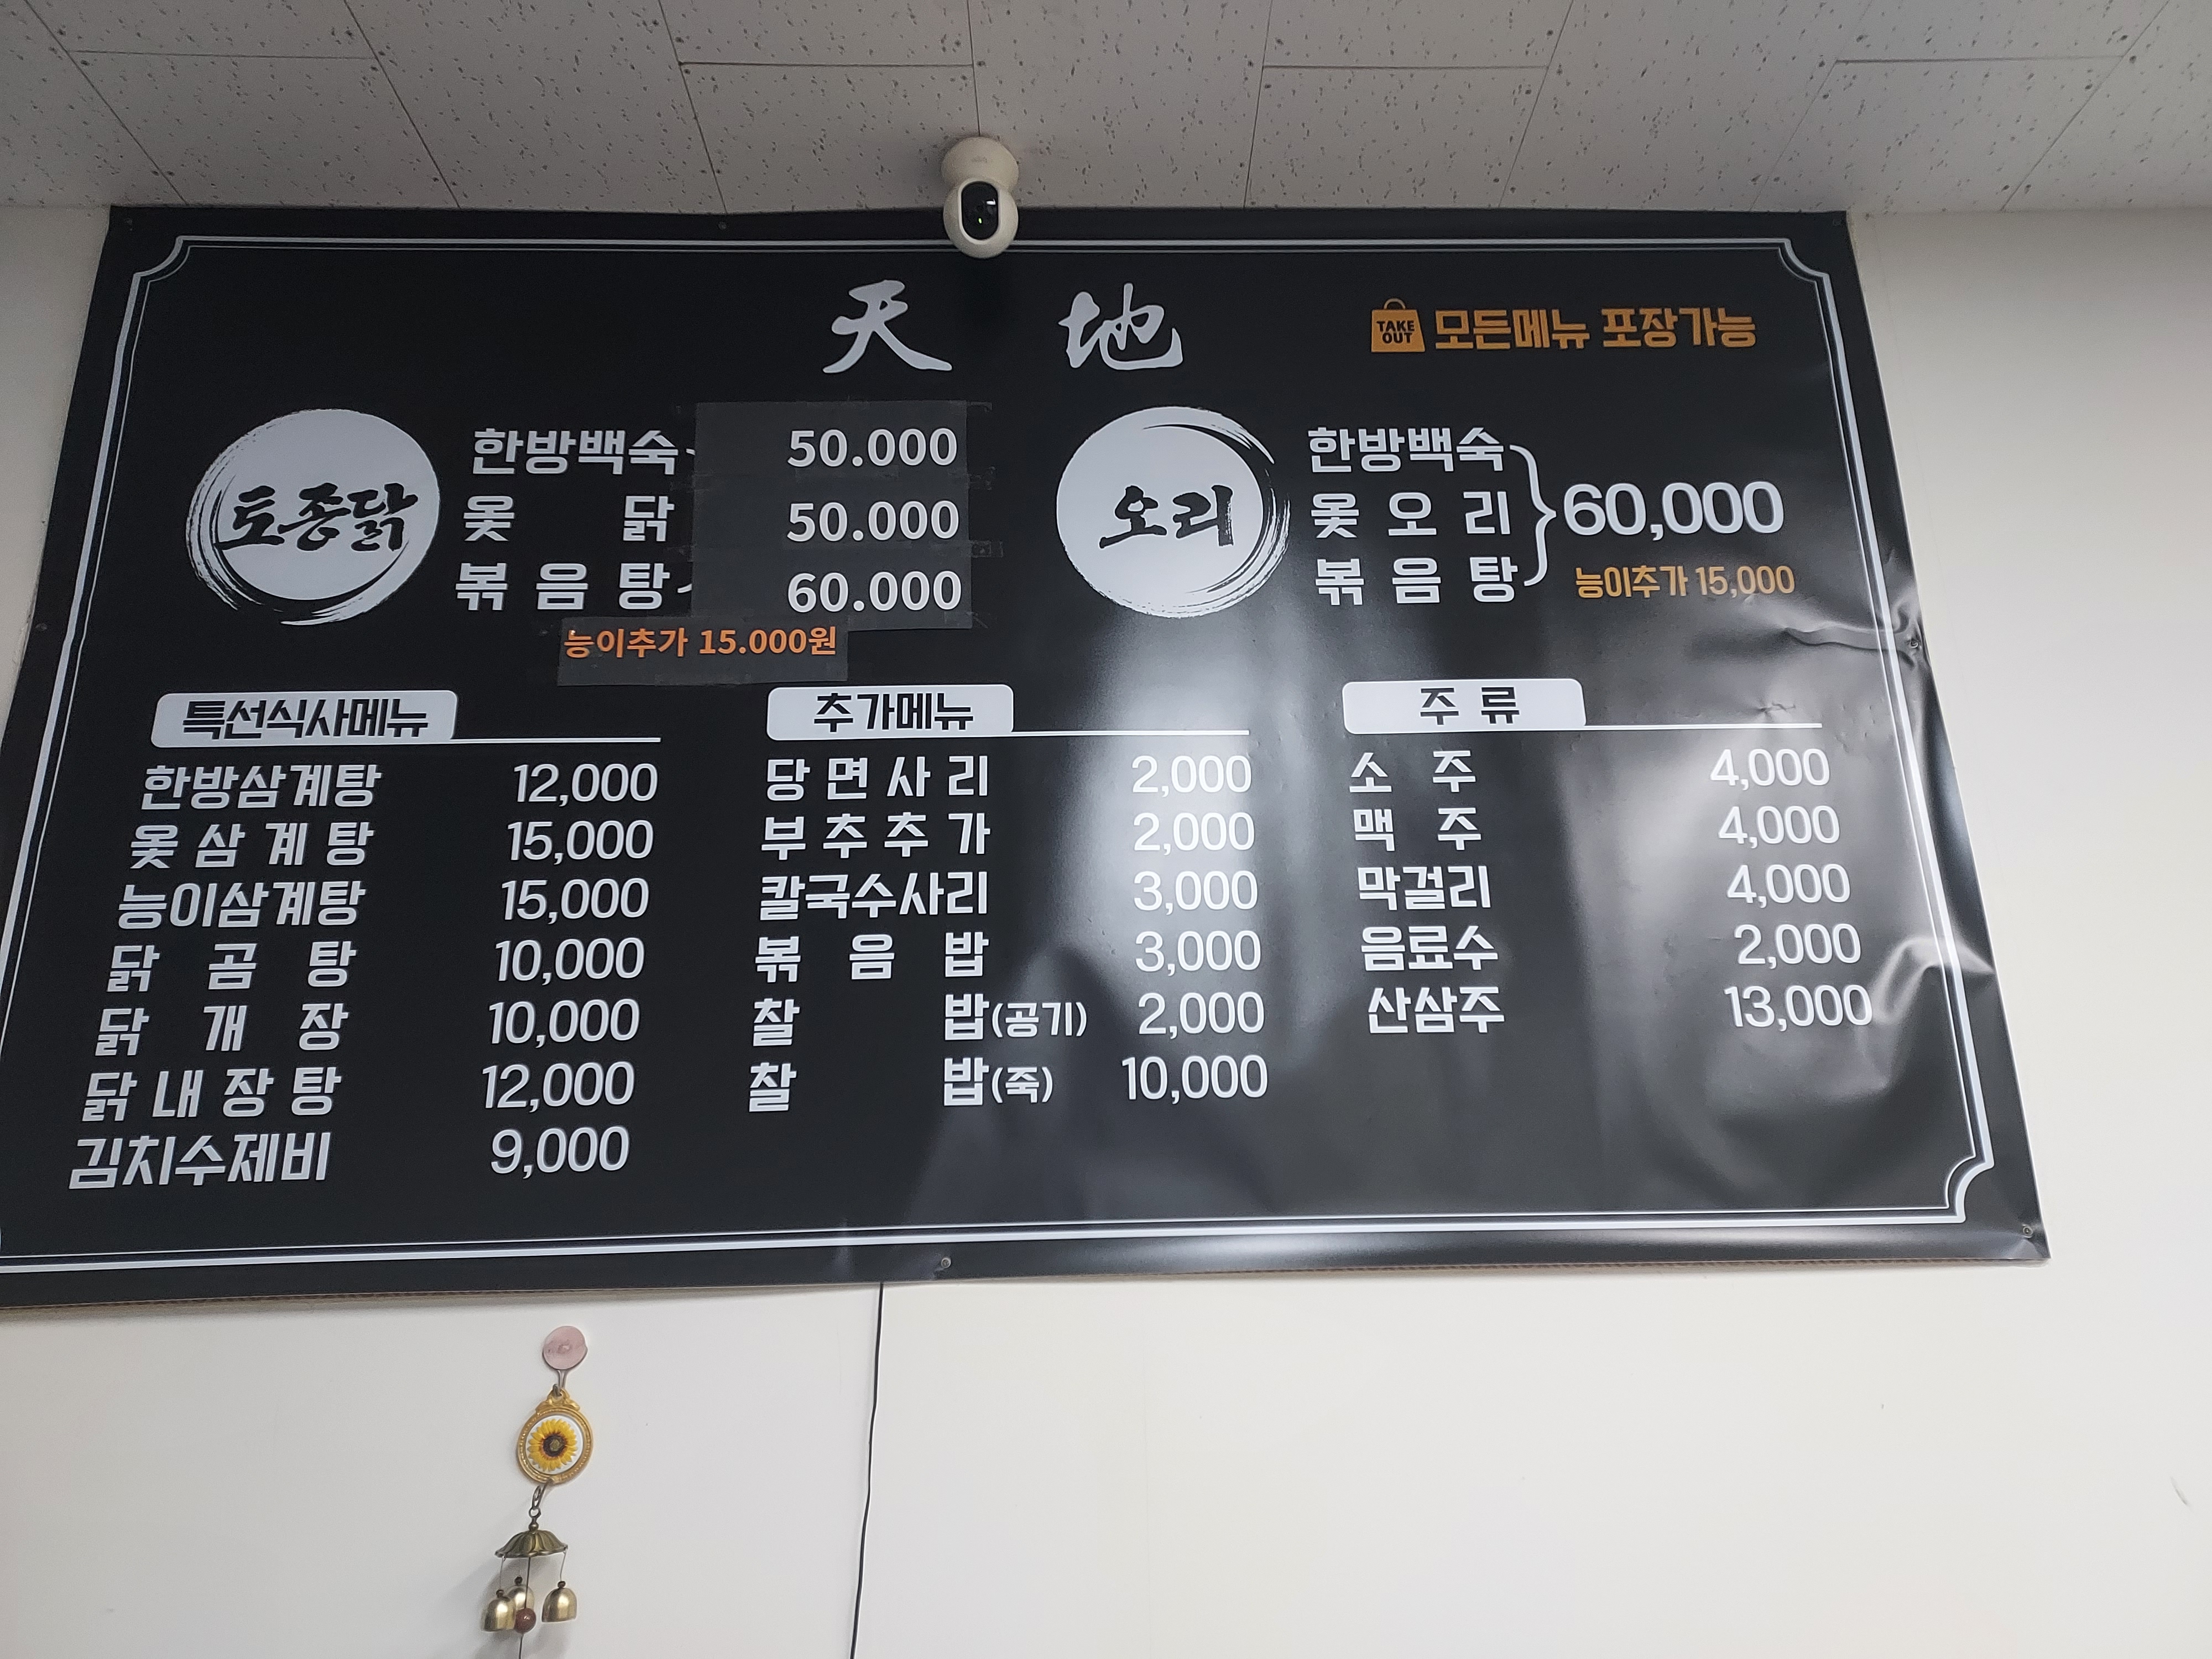 天 地
TAKE OUT 모든메뉴 포장가능
토종닭
한방백숙 50.000
옻 닭 50.000
볶음탕 60.000
능이추가 15.000원
오리
한방백숙
옻오리
볶음탕
60,000
능이추가 15,000
특선식사메뉴
한방삼계탕 12,000
옻삼계탕 15,000
능이삼계탕 15,000
닭곰탕 10,000
닭개장 10,000
닭내장탕 12,000
김치수제비 9,000
추가메뉴
당면사리 2,000
부추추가 2,000
칼국수사리 3,000
볶음밥 3,000
찰밥(공기) 2,000
찰밥(죽) 10,000
주류
소주 4,000
맥주 4,000
막걸리 4,000
음료수 2,000
산삼주 13,000